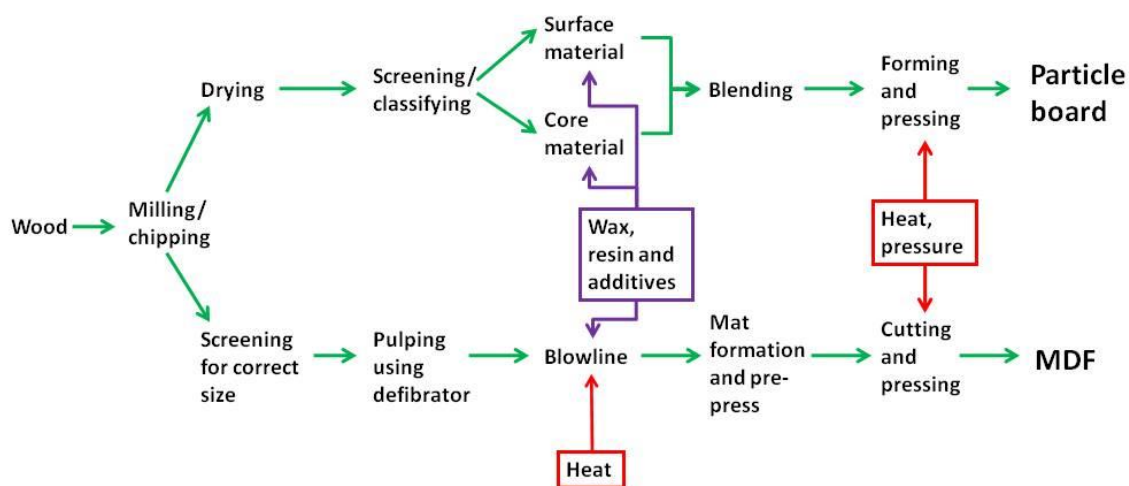 Surface
material
Drying
Screening/
classifying
Core
material
Blending
Forming
and
pressing
Particle
board
Wood
Milling/
chipping
Wax,
resin and
additives
Heat,
pressure
Screening
for correct
size
Pulping
using
defibrator
Blowline
Mat
formation
and pre-
press
Cutting
and
pressing
MDF
Heat